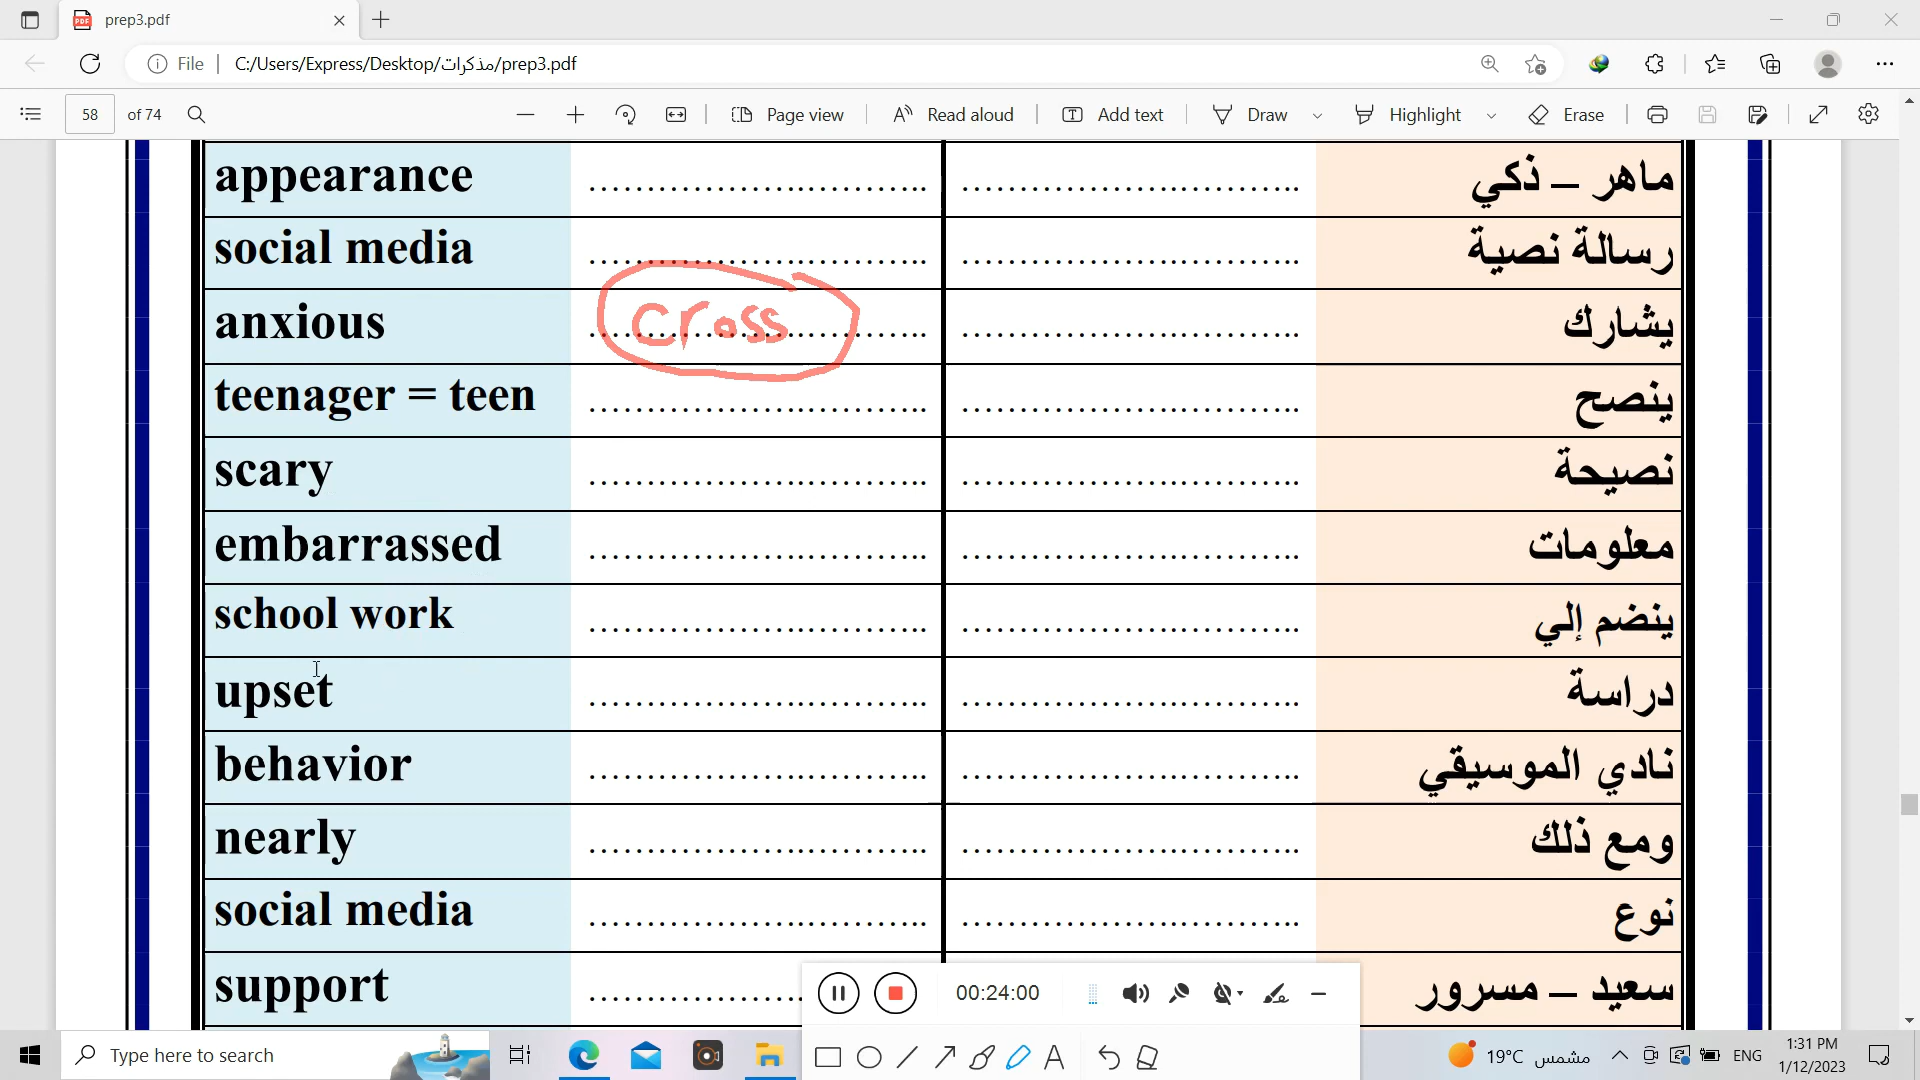 prep3.pdf
File C:/Users/Express/Desktop/مذكرات/prep3.pdf
58 of 74 Page view Read aloud Add text Draw Highlight Erase
appearance ………………….……….. ………………….……….. ماهر – ذكي
social media ………………….……….. ………………….……….. رسالة نصية
anxious cross ………………….……….. يشارك
teenager = teen ………………….……….. ………………….……….. ينصح
scary ………………….……….. ………………….……….. نصيحة
embarrassed ………………….……….. ………………….……….. معلومات
school work ………………….……….. ………………….……….. ينضم إلي
upset ………………….……….. ………………….……….. دراسة
behavior ………………….……….. ………………….……….. نادي الموسيقي
nearly ………………….……….. ………………….……….. ومع ذلك
social media ………………….……….. ………………….……….. نوع
support ………………….. سعيد – مسرور
00:24:00
Type here to search 19°C مشمس ENG 1:31 PM
1/12/2023